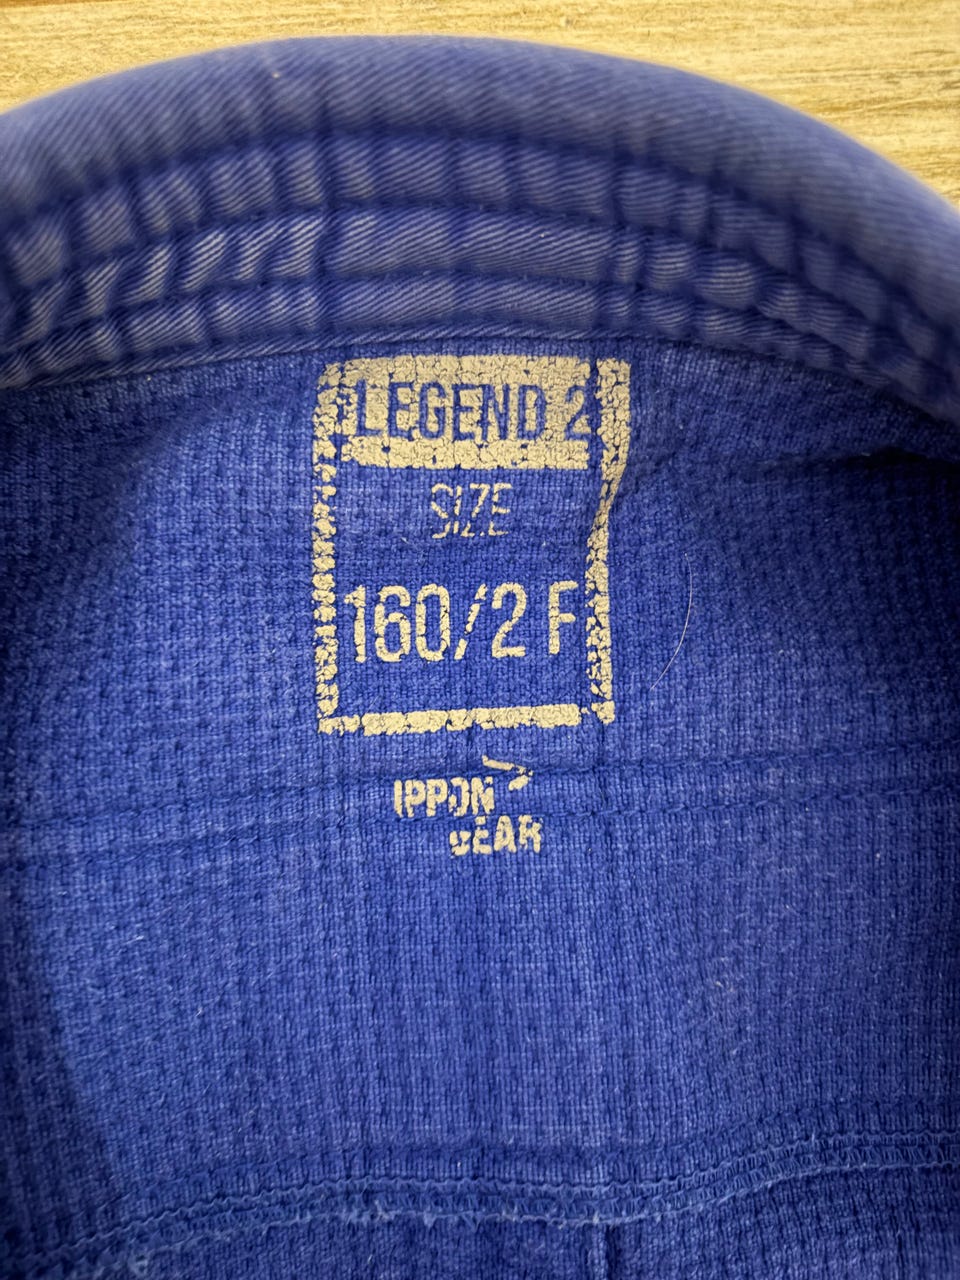 LEGEND 2
SIZE
160/2 F
IPPON
GEAR